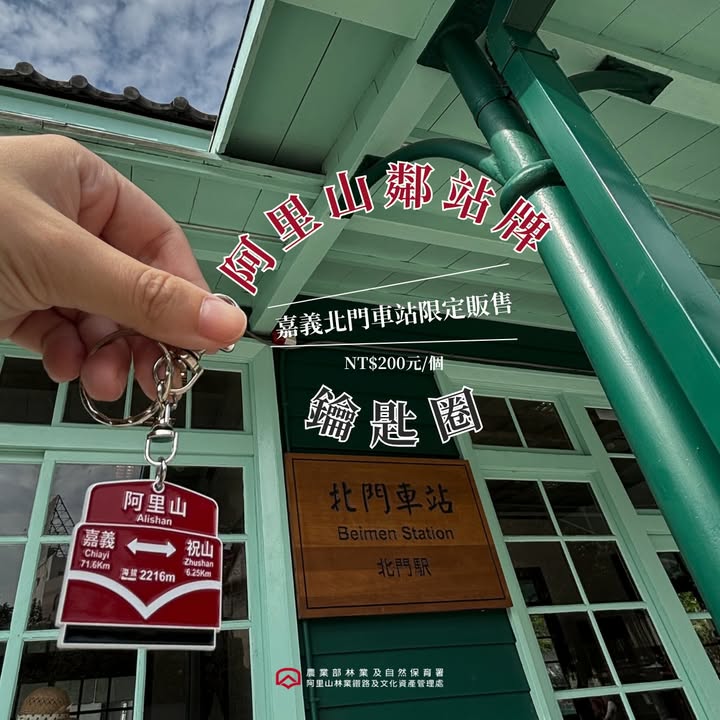 阿里山鄰站牌
嘉義北門車站限定販售
NT$200元/個
鑰匙圈
阿里山
Alishan
嘉義
Chiayi
71.6Km
祝山
Zhushan
6.25Km
海拔 2216m
北門車站
Beimen Station
北門駅
農業部林業及自然保育署
阿里山林業鐵路及文化資產管理處